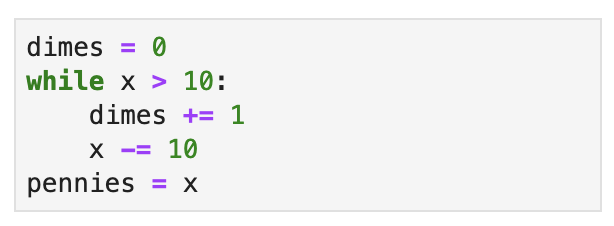 dimes = 0
while x > 10:
    dimes += 1
    x -= 10
pennies = x